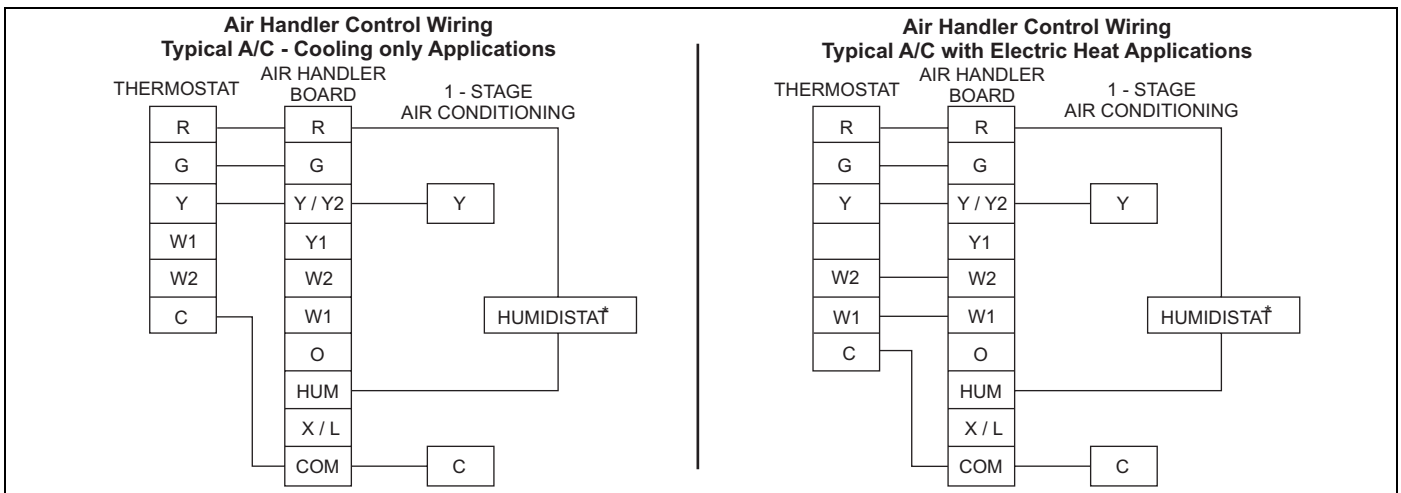 Air Handler Control Wiring
Typical A/C - Cooling only Applications
THERMOSTAT
AIR HANDLER
BOARD
1 - STAGE
AIR CONDITIONING
R
G
Y
W1
W2
C
R
G
Y / Y2
Y1
W2
W1
O
HUM
X / L
COM
Y
HUMIDISTAT*
C
Air Handler Control Wiring
Typical A/C with Electric Heat Applications
THERMOSTAT
AIR HANDLER
BOARD
1 - STAGE
AIR CONDITIONING
R
G
Y
W2
W1
C
R
G
Y / Y2
Y1
W2
W1
O
HUM
X / L
COM
Y
HUMIDISTAT*
C